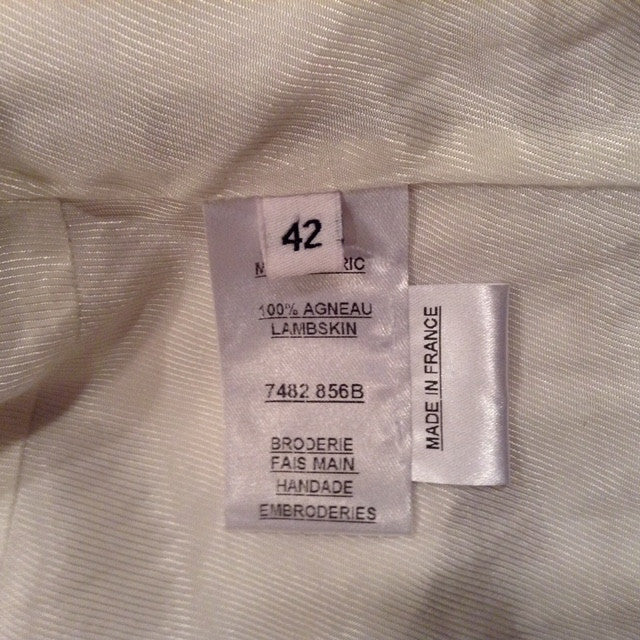 42
100% AGNEAU
LAMBSKIN
7482 856B
BRODERIE
FAIS MAIN
HANDADE
EMBRODERIES
MADE IN FRANCE